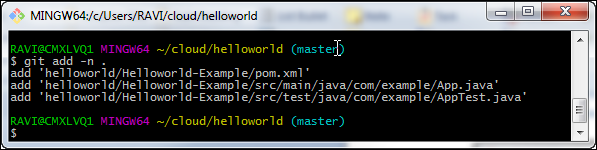 MINGW64:/c/Users/RAVI/cloud/helloworld
RAVI@CMXLVQ1 MINGW64 ~/cloud/helloworld (master)
$ git add -n .
add 'helloworld/Helloworld-Example/pom.xml'
add 'helloworld/Helloworld-Example/src/main/java/com/example/App.java'
add 'helloworld/Helloworld-Example/src/test/java/com/example/AppTest.java'
RAVI@CMXLVQ1 MINGW64 ~/cloud/helloworld (master)
$